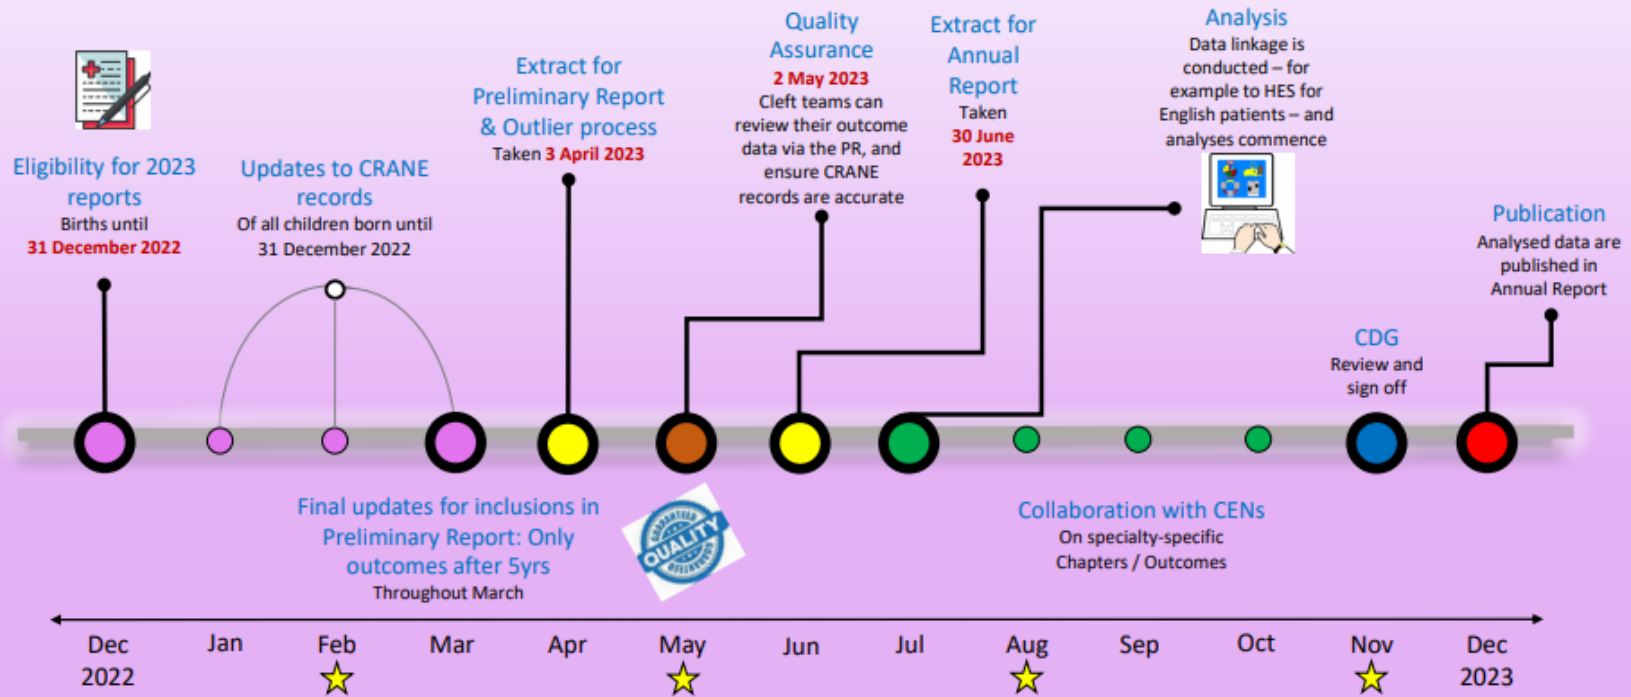 Eligibility for 2023
reports
Births until
31 December 2022
Updates to CRANE
records
Of all children born until
31 December 2022
Extract for
Preliminary Report
& Outlier process
Taken 3 April 2023
Quality
Assurance
2 May 2023
Cleft teams can
review their outcome
data via the PR, and
ensure CRANE
records are accurate
Extract for
Annual
Report
Taken
30 June
2023
Analysis
Data linkage is
conducted – for
example to HES for
English patients – and
analyses commence
CDG
Review and
sign off
Publication
Analysed data are
published in
Annual Report
Final updates for inclusions in
Preliminary Report: Only
outcomes after 5yrs
Throughout March
GUARANTEED
QUALITY
GUARANTEED
Collaboration with CENs
On specialty-specific
Chapters / Outcomes
Dec Jan Feb Mar Apr May Jun Jul Aug Sep Oct Nov Dec
2022 2023